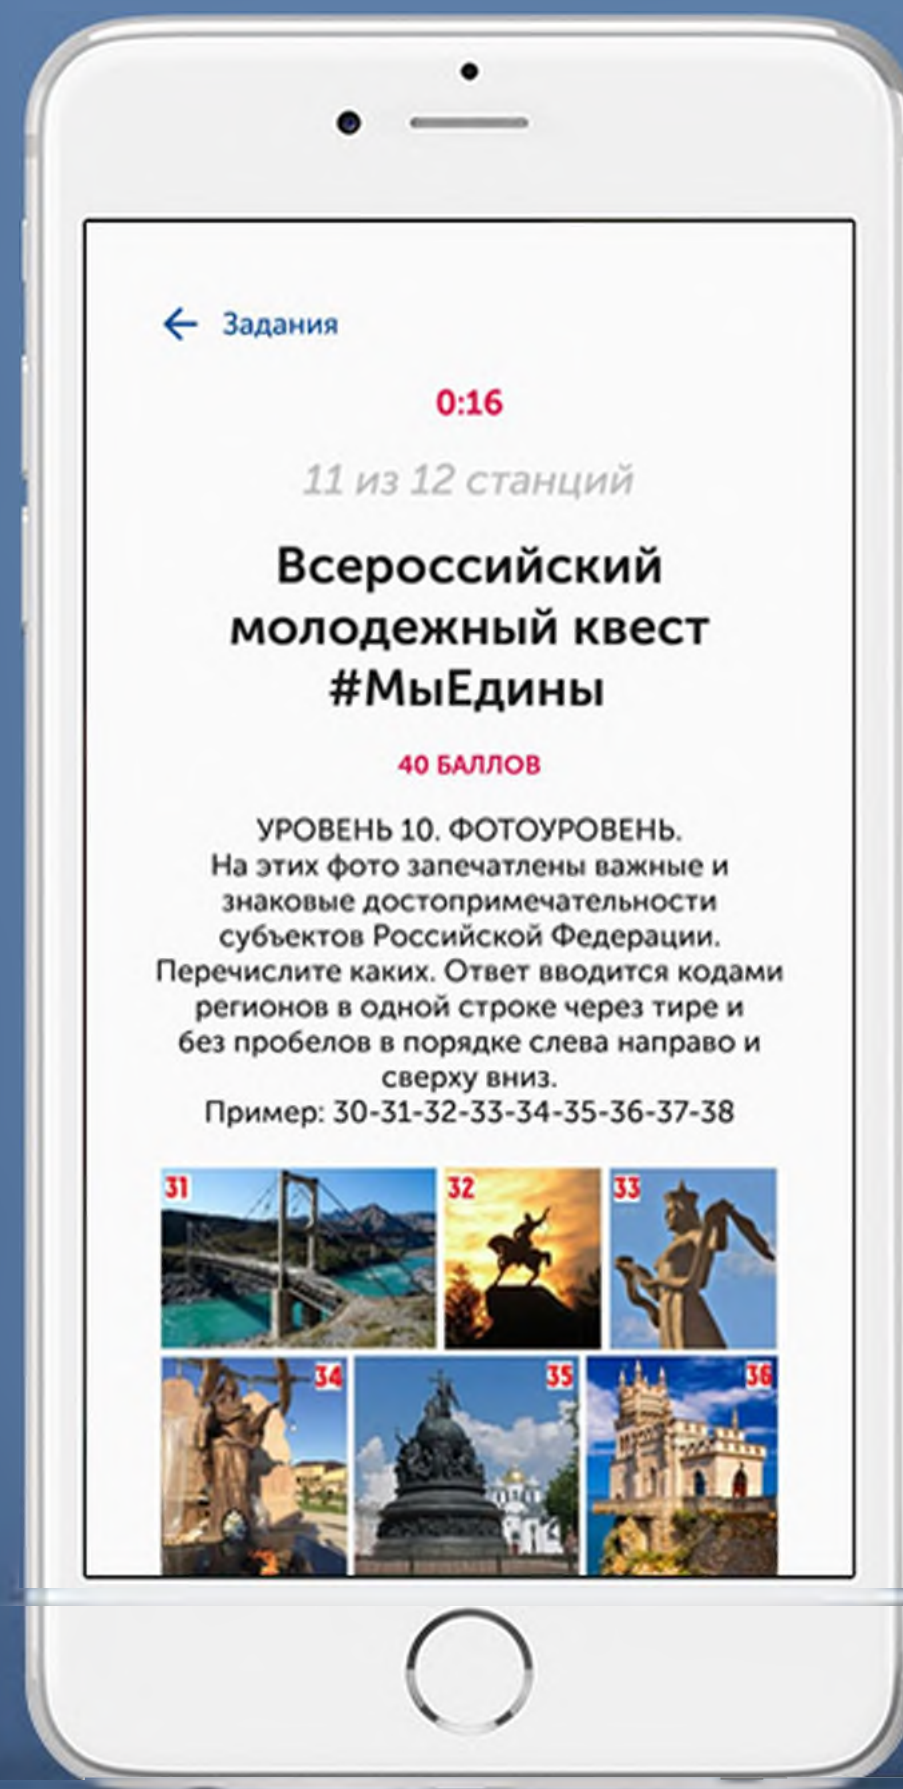 Задания
0:16
11 из 12 станций
Всероссийский
молодежный квест
#МыЕдины
40 БАЛЛОВ
УРОВЕНЬ 10. ФОТОУРОВЕНЬ.
На этих фото запечатлены важные и
знаковые достопримечательности
субъектов Российской Федерации.
Перечислите каких. Ответ вводится кодами
регионов в одной строке через тире и
без пробелов в порядке слева направо и
сверху вниз.
Пример: 30-31-32-33-34-35-36-37-38
31 32 33
34 35 36